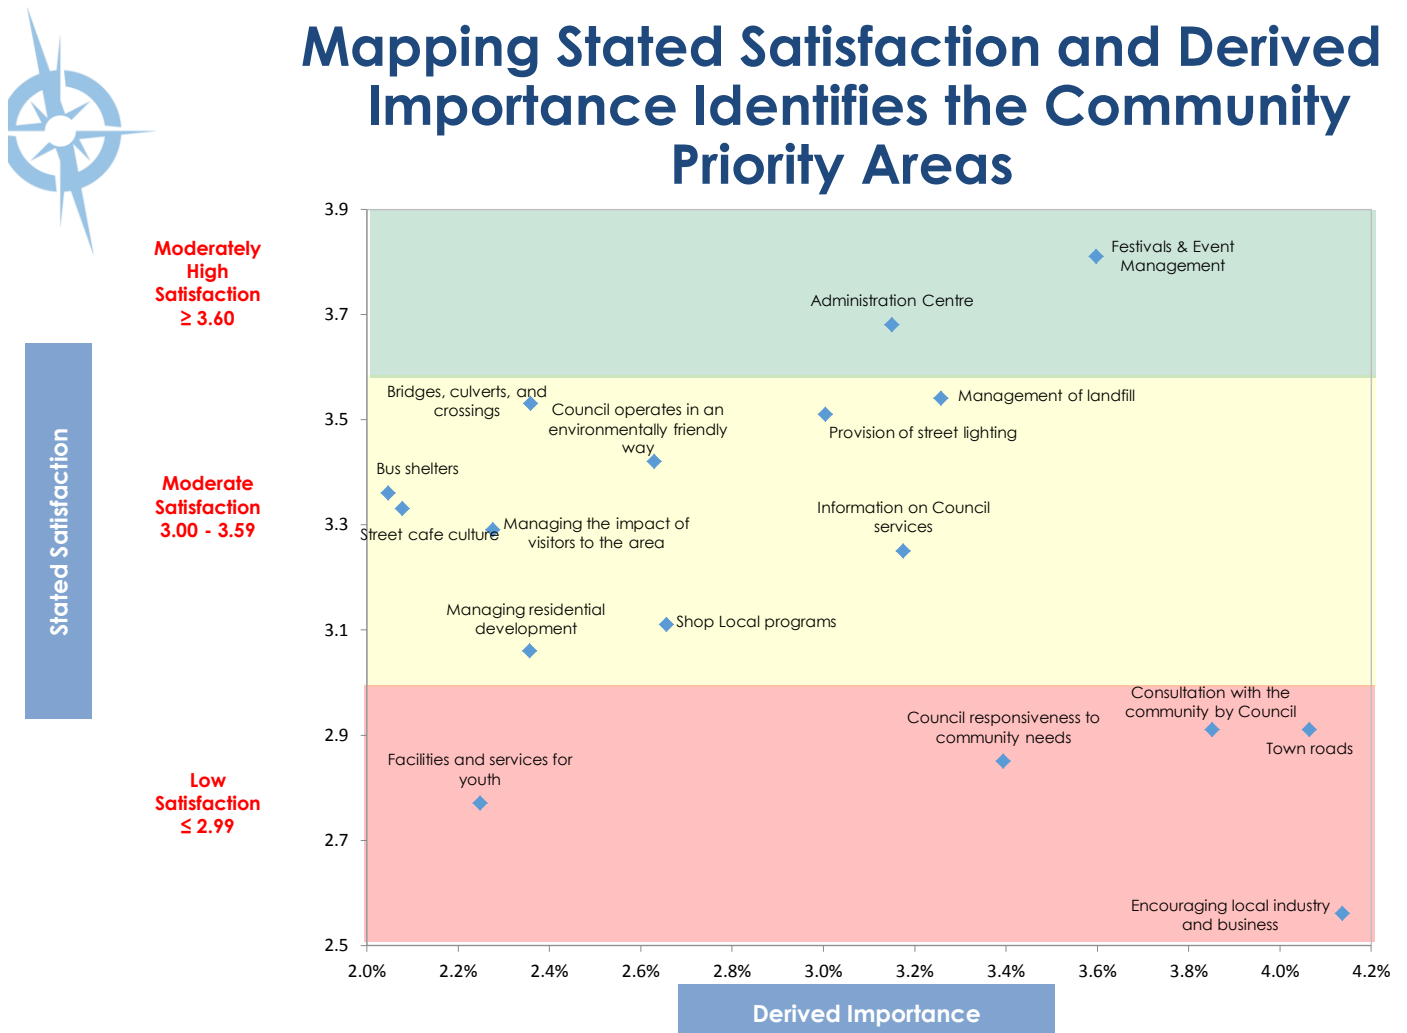 Mapping Stated Satisfaction and Derived
Importance Identifies the Community
Priority Areas
Moderately
High
Satisfaction
≥ 3.60
Moderate
Satisfaction
3.00 - 3.59
Low
Satisfaction
≤ 2.99
Stated Satisfaction
3.9
3.7
3.5
3.3
3.1
2.9
2.7
2.5
Festivals & Event
Management
Administration Centre
Bridges, culverts, and
crossings
Management of landfill
Council operates in an
environmentally friendly
way
Provision of street lighting
Bus shelters
Street cafe culture
Managing the impact of
visitors to the area
Information on Council
services
Managing residential
development
Shop Local programs
Consultation with the
community by Council
Council responsiveness to
community needs
Town roads
Facilities and services for
youth
Encouraging local industry
and business
2.0%
2.2%
2.4%
2.6%
2.8%
3.0%
3.2%
3.4%
3.6%
3.8%
4.0%
4.2%
Derived Importance